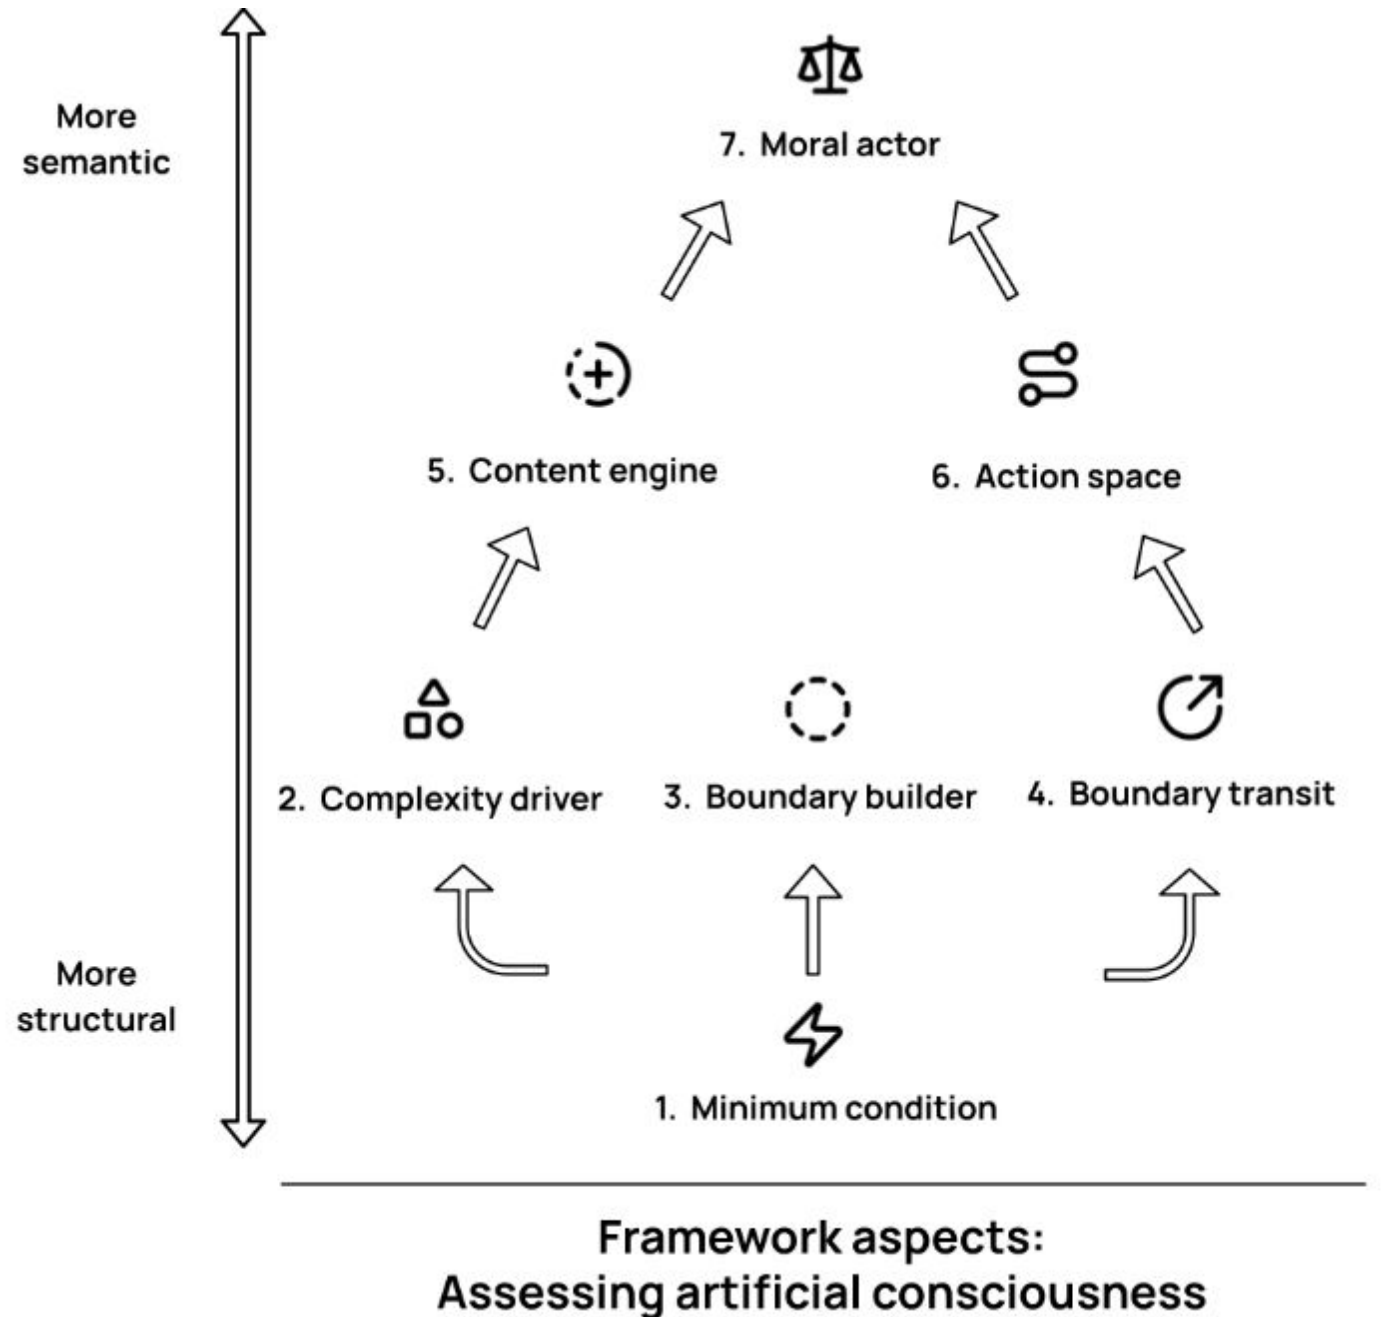 More
semantic
7. Moral actor
5. Content engine
6. Action space
2. Complexity driver
3. Boundary builder
4. Boundary transit
More
structural
1. Minimum condition
Framework aspects:
Assessing artificial consciousness